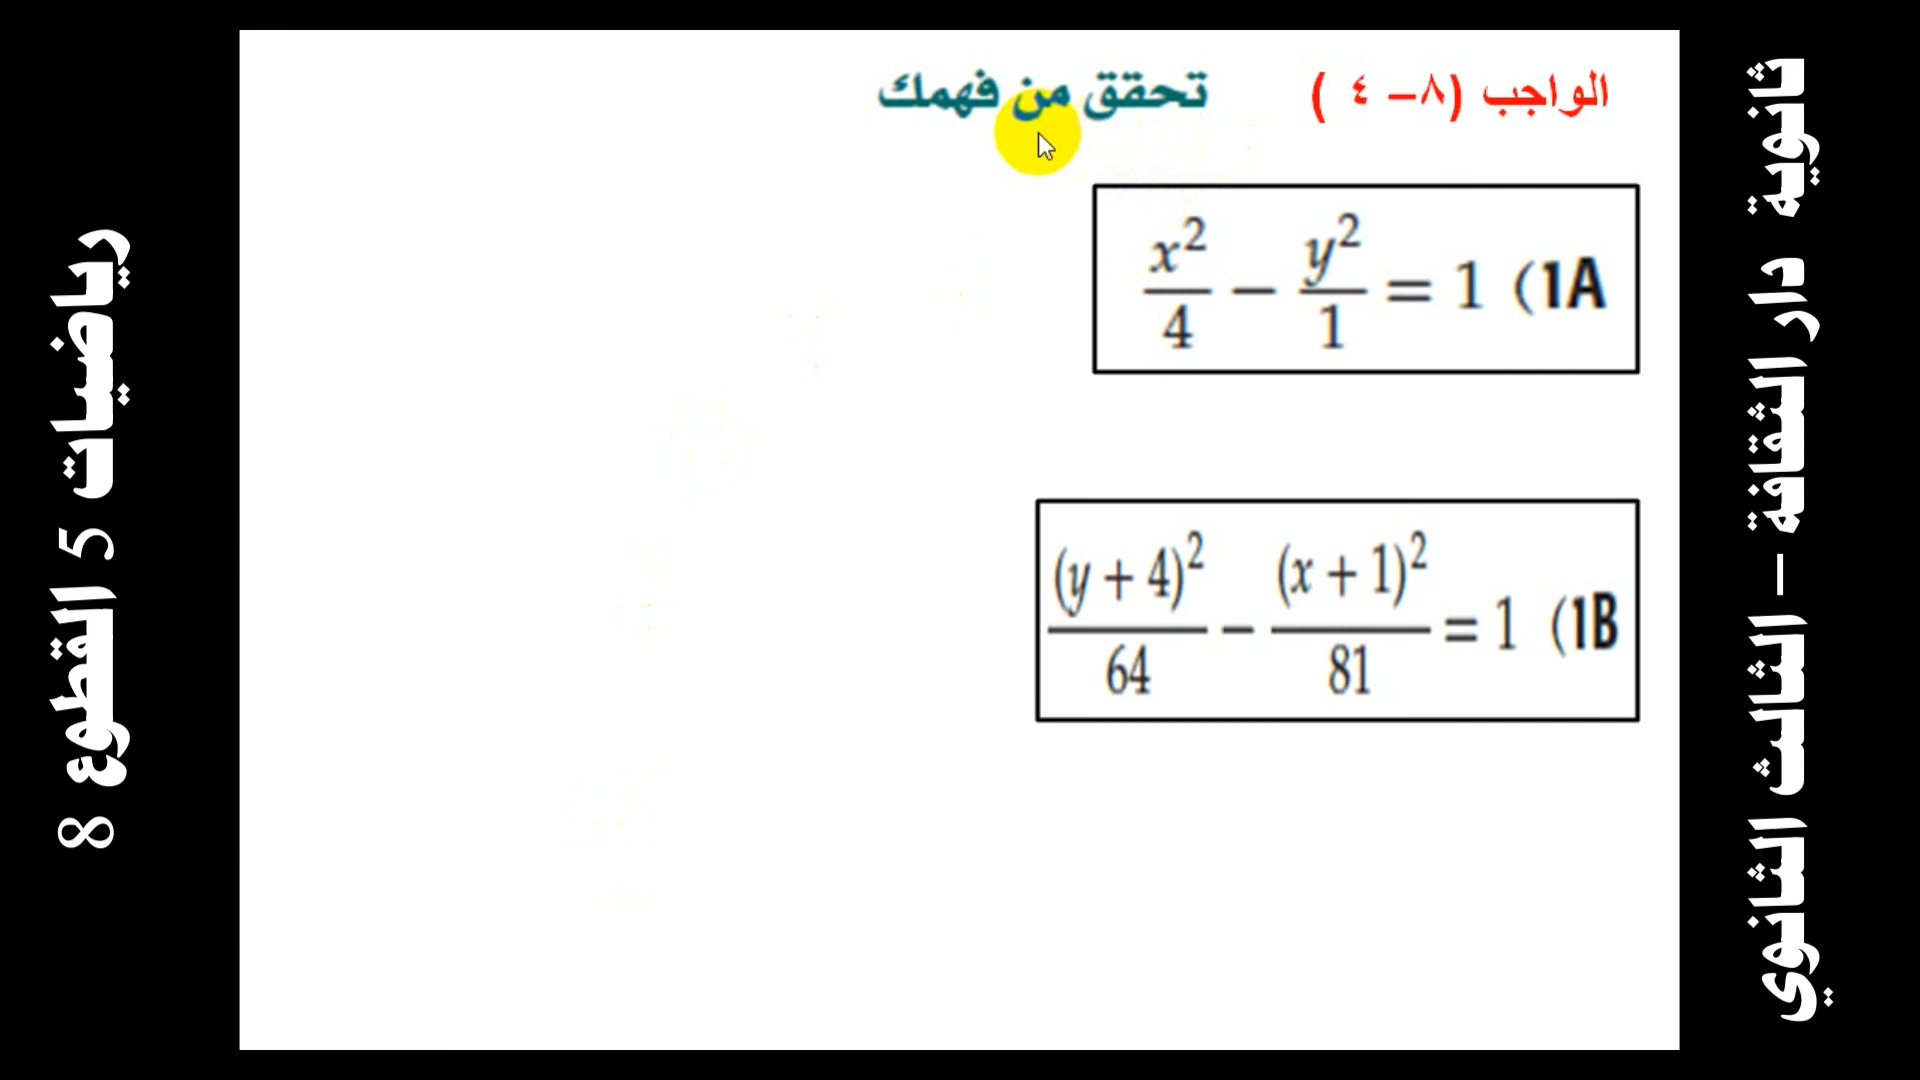 الواجب (٨– ٤ ) تحقق من فهمك
x²/4 − y²/1 = 1 (1A
(y + 4)²/64 − (x + 1)²/81 = 1 (1B
ثانوية دار الثقافة – الثالث الثانوي
رياضيات 5 القطوع 8